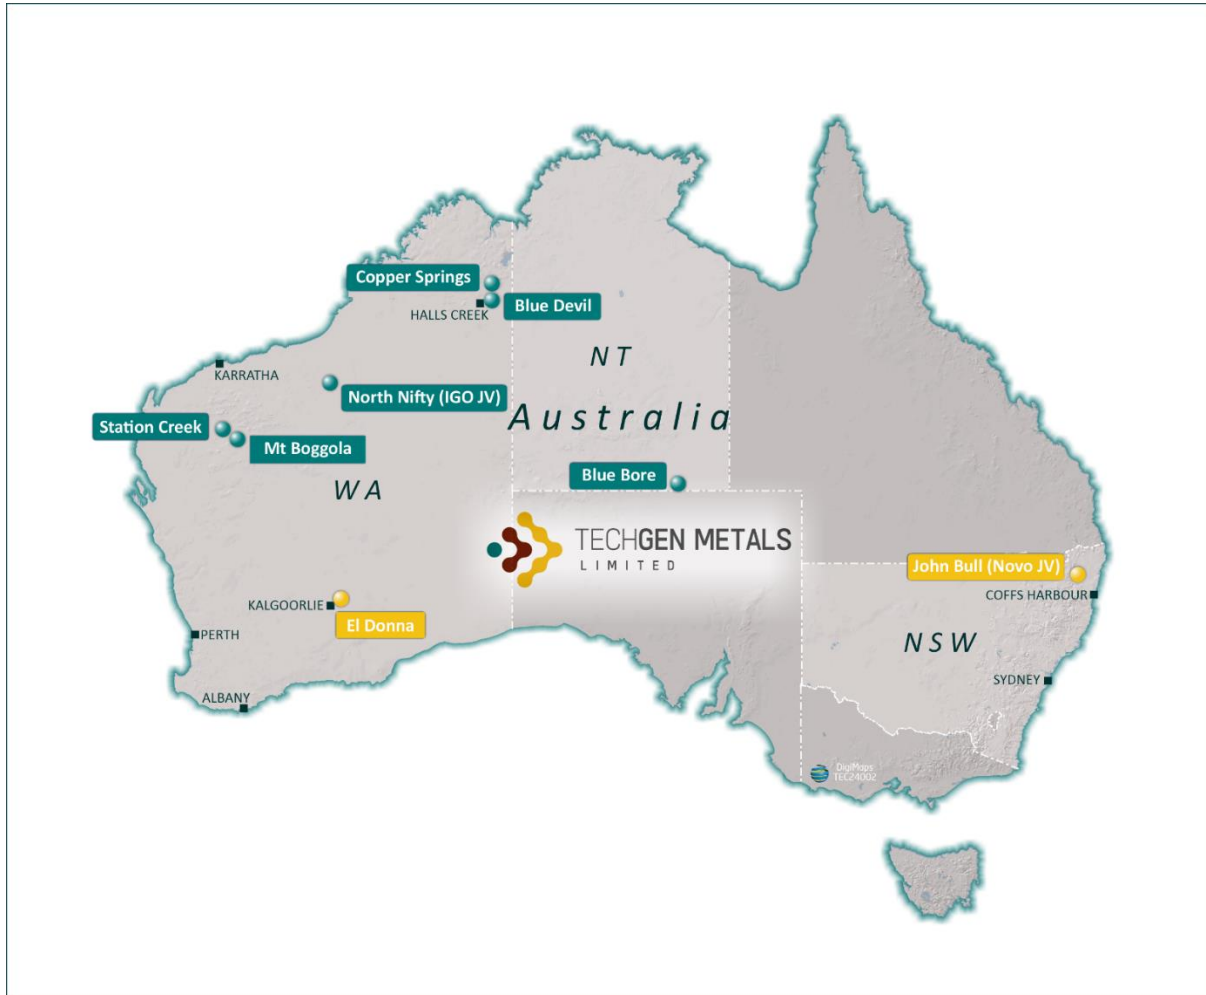 Copper Springs
Blue Devil
HALLS CREEK
NT
KARRATHA
North Nifty (IGO JV)
Australia
Station Creek
Mt Boggola
Blue Bore
WA
TECHGEN METALS
LIMITED
John Bull (Novo JV)
COFFS HARBOUR
KALGOORLIE
El Donna
PERTH
NSW
SYDNEY
ALBANY
DigiMaps
TEC24002